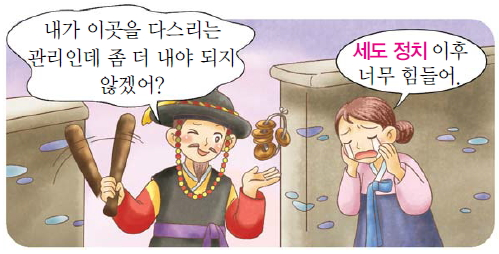 내가 이곳을 다스리는
관리인데 좀 더 내야 되지
않겠어?
세도 정치 이후
너무 힘들어.